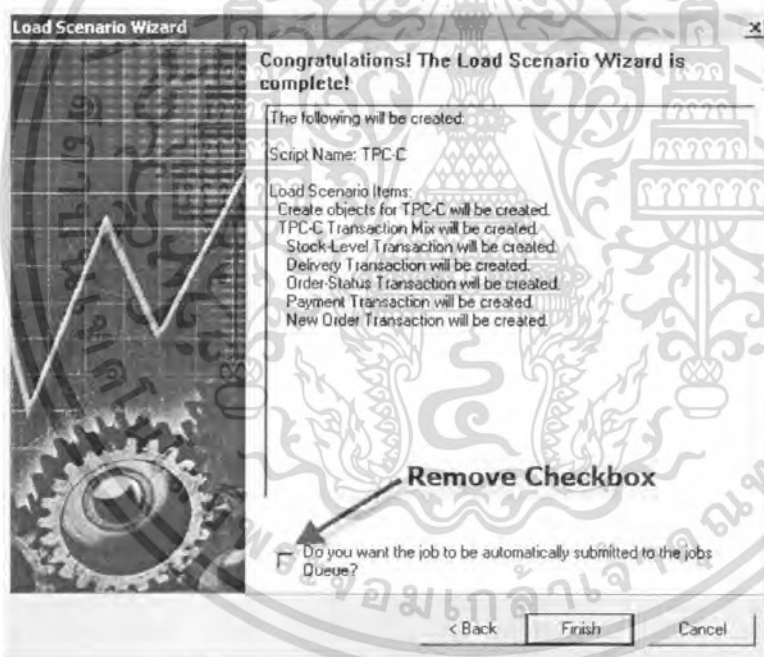 Load Scenario Wizard
Congratulations! The Load Scenario Wizard is
complete!
The following will be created:
Script Name: TPC-C
Load Scenario Items:
Create objects for TPC-C will be created.
TPC-C Transaction Mix will be created.
Stock-Level Transaction will be created.
Delivery Transaction will be created.
Order-Status Transaction will be created.
Payment Transaction will be created.
New Order Transaction will be created.
Remove Checkbox
Do you want the job to be automatically submitted to the jobs
Queue?
< Back
Finish
Cancel